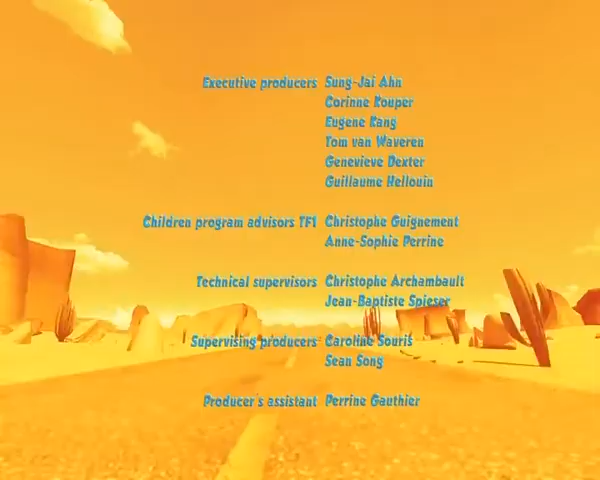 Executive producers Sung-Jai Ahn
Corinne Kouper
Eugene Kang
Tom van Waveren
Genevieve Dexter
Guillaume Hellouin
Children program advisors TF1 Christophe Guignement
Anne-Sophie Perrine
Technical supervisors Christophe Archambault
Jean-Baptiste Spieser
Supervising producers Caroline Souris
Sean Song
Producer's assistant Perrine Gauthier